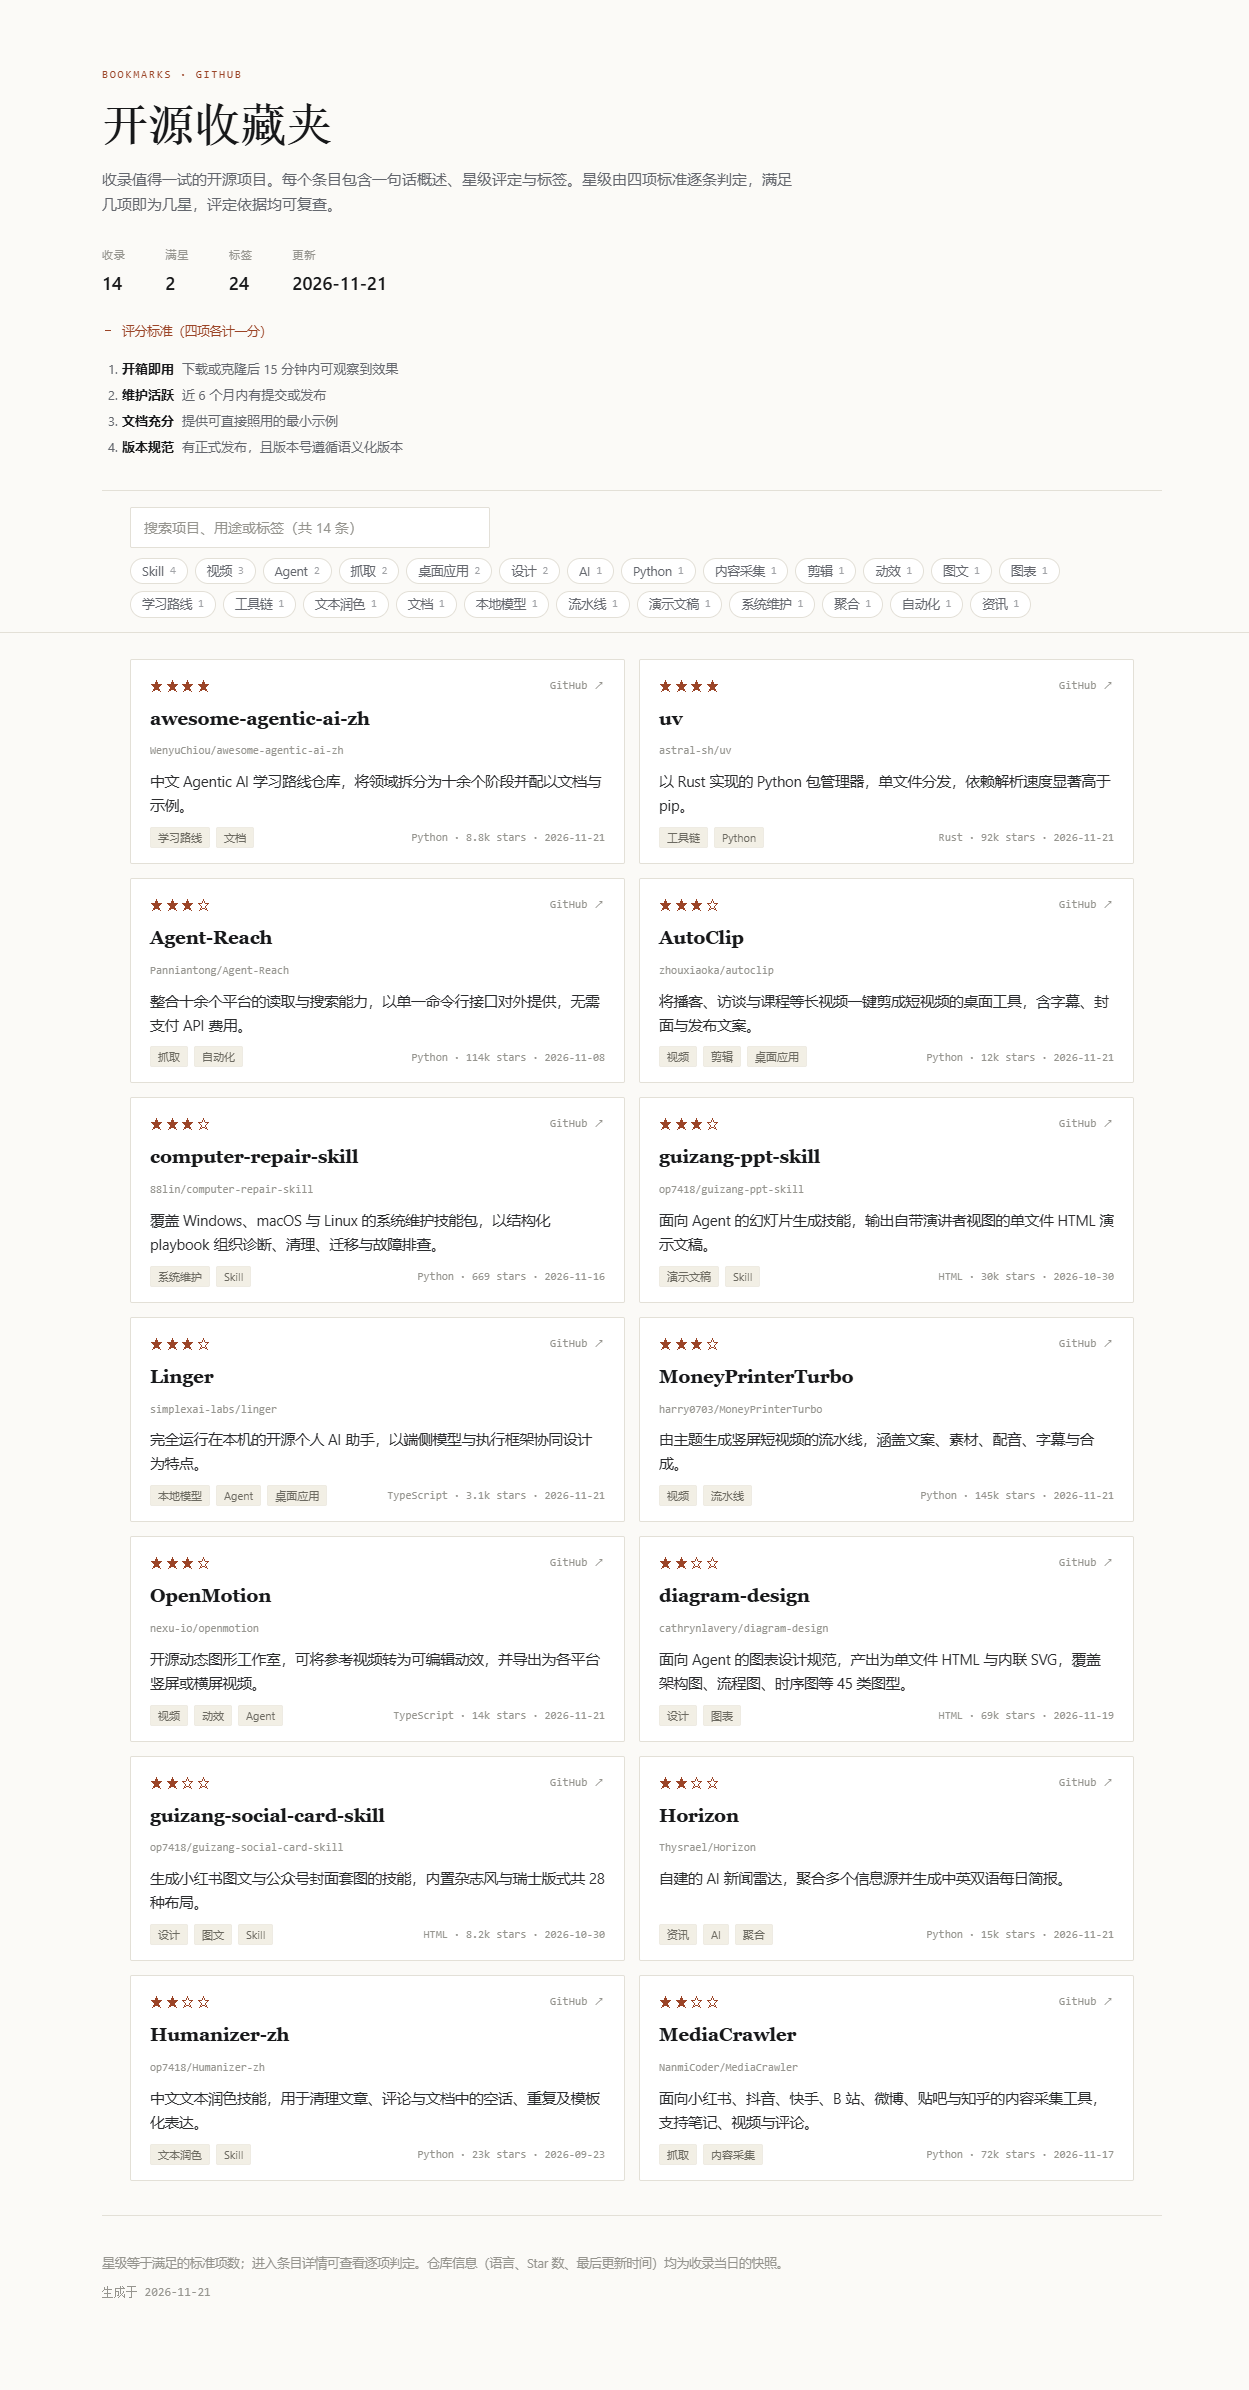 BOOKMARKS · GITHUB
开源收藏夹
收录值得一试的开源项目。每个条目包含一句话概述、星级评定与标签。星级由四项标准逐条判定，满足
几项即为几星，评定依据均可复查。
收录 满星 标签 更新
14 2 24 2026-11-21
− 评分标准（四项各计一分）
1. 开箱即用 下载或克隆后 15 分钟内可观察到效果
2. 维护活跃 近 6 个月内有提交或发布
3. 文档充分 提供可直接照用的最小示例
4. 版本规范 有正式发布，且版本号遵循语义化版本
搜索项目、用途或标签（共 14 条）
Skill 4 视频 3 Agent 2 抓取 2 桌面应用 2 设计 2 AI 1 Python 1 内容采集 1 剪辑 1 动效 1 图文 1 图表 1
学习路线 1 工具链 1 文本润色 1 文档 1 本地模型 1 流水线 1 演示文稿 1 系统维护 1 聚合 1 自动化 1 资讯 1
★★★★ GitHub ↗
awesome-agentic-ai-zh
WenyuChiou/awesome-agentic-ai-zh
中文 Agentic AI 学习路线仓库，将领域拆分为十余个阶段并配以文档与
示例。
学习路线 文档 Python · 8.8k stars · 2026-11-21
★★★★ GitHub ↗
uv
astral-sh/uv
以 Rust 实现的 Python 包管理器，单文件分发，依赖解析速度显著高于
pip。
工具链 Python Rust · 92k stars · 2026-11-21
★★★☆ GitHub ↗
Agent-Reach
Panniantong/Agent-Reach
整合十余个平台的读取与搜索能力，以单一命令行接口对外提供，无需
支付 API 费用。
抓取 自动化 Python · 114k stars · 2026-11-08
★★★☆ GitHub ↗
AutoClip
zhouxiaoka/autoclip
将播客、访谈与课程等长视频一键剪成短视频的桌面工具，含字幕、封
面与发布文案。
视频 剪辑 桌面应用 Python · 12k stars · 2026-11-21
★★★☆ GitHub ↗
computer-repair-skill
88lin/computer-repair-skill
覆盖 Windows、macOS 与 Linux 的系统维护技能包，以结构化
playbook 组织诊断、清理、迁移与故障排查。
系统维护 Skill Python · 669 stars · 2026-11-16
★★★☆ GitHub ↗
guizang-ppt-skill
op7418/guizang-ppt-skill
面向 Agent 的幻灯片生成技能，输出自带演讲者视图的单文件 HTML 演
示文稿。
演示文稿 Skill HTML · 30k stars · 2026-10-30
★★★☆ GitHub ↗
Linger
simplexai-labs/linger
完全运行在本机的开源个人 AI 助手，以端侧模型与执行框架协同设计
为特点。
本地模型 Agent 桌面应用 TypeScript · 3.1k stars · 2026-11-21
★★★☆ GitHub ↗
MoneyPrinterTurbo
harry0703/MoneyPrinterTurbo
由主题生成竖屏短视频的流水线，涵盖文案、素材、配音、字幕与合
成。
视频 流水线 Python · 145k stars · 2026-11-21
★★★☆ GitHub ↗
OpenMotion
nexu-io/openmotion
开源动态图形工作室，可将参考视频转为可编辑动效，并导出为各平台
竖屏或横屏视频。
视频 动效 Agent TypeScript · 14k stars · 2026-11-21
★★☆☆ GitHub ↗
diagram-design
cathrynlavery/diagram-design
面向 Agent 的图表设计规范，产出为单文件 HTML 与内联 SVG，覆盖
架构图、流程图、时序图等 45 类图型。
设计 图表 HTML · 69k stars · 2026-11-19
★★☆☆ GitHub ↗
guizang-social-card-skill
op7418/guizang-social-card-skill
生成小红书图文与公众号封面套图的技能，内置杂志风与瑞士版式共 28
种布局。
设计 图文 Skill HTML · 8.2k stars · 2026-10-30
★★☆☆ GitHub ↗
Horizon
Thysrael/Horizon
自建的 AI 新闻雷达，聚合多个信息源并生成中英双语每日简报。
资讯 AI 聚合 Python · 15k stars · 2026-11-21
★★☆☆ GitHub ↗
Humanizer-zh
op7418/Humanizer-zh
中文文本润色技能，用于清理文章、评论与文档中的空话、重复及模板
化表达。
文本润色 Skill Python · 23k stars · 2026-09-23
★★☆☆ GitHub ↗
MediaCrawler
NanmiCoder/MediaCrawler
面向小红书、抖音、快手、B 站、微博、贴吧与知乎的内容采集工具，
支持笔记、视频与评论。
抓取 内容采集 Python · 72k stars · 2026-11-17
星级等于满足的标准项数；进入条目详情可查看逐项判定。仓库信息（语言、Star 数、最后更新时间）均为收录当日的快照。
生成于 2026-11-21